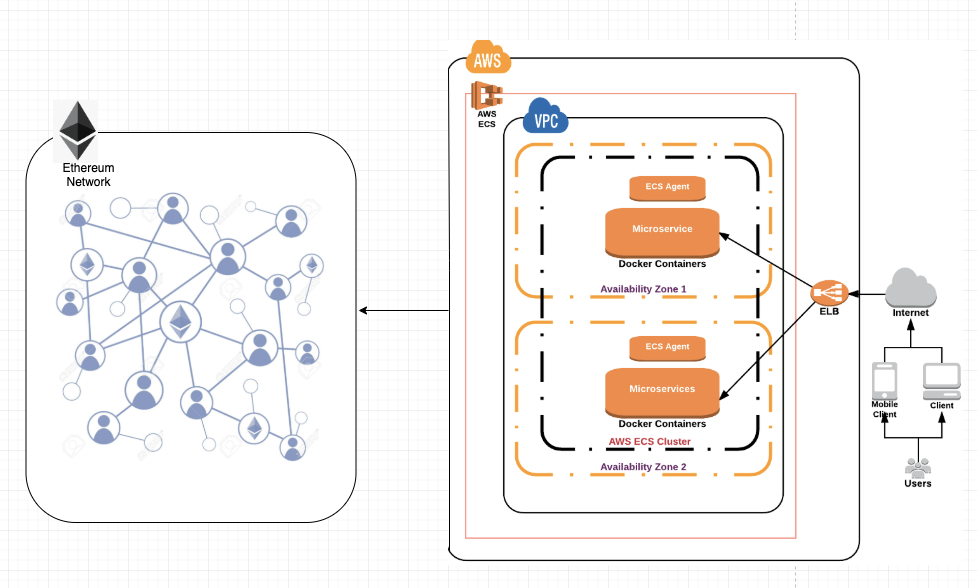 AWS
AWS
ECS
VPC
Ethereum
Network
ECS Agent
Microservice
Docker Containers
Availability Zone 1
ELB
Internet
ECS Agent
Microservices
Docker Containers
AWS ECS Cluster
Availability Zone 2
Mobile
Client
Client
Users